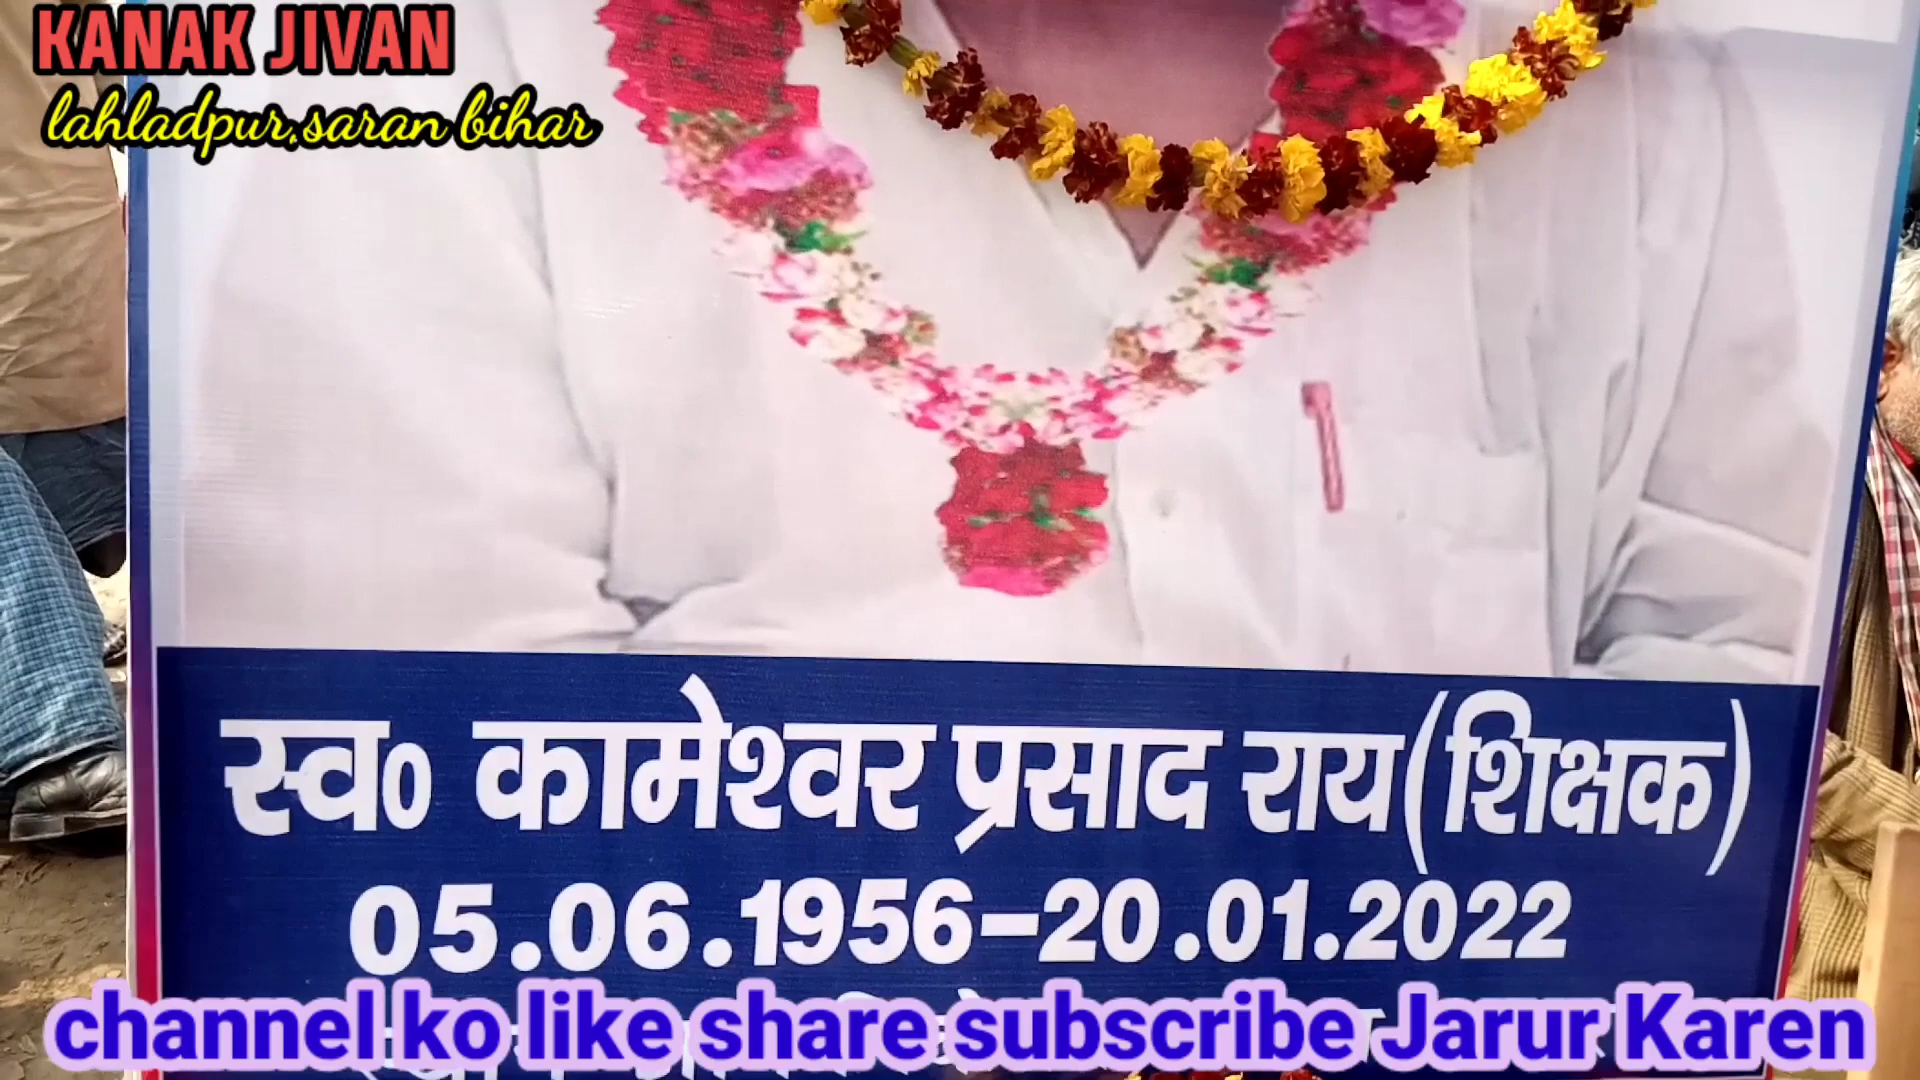 KANAK JIVAN
lahladpur,saran bihar
स्व० कामेश्वर प्रसाद राय(शिक्षक)
05.06.1956-20.01.2022
channel ko like share subscribe Jarur Karen